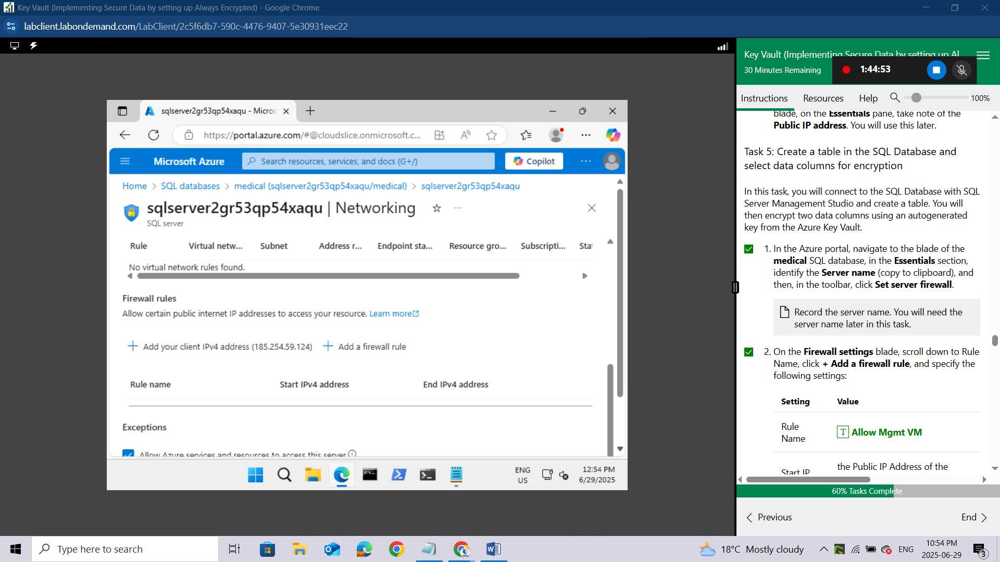 Key Vault (Implementing Secure Data by setting up Always Encrypted) - Google Chrome
labclient.labondemand.com/LabClient/2c5f6db7-590c-4476-9407-5e30931eec22
sqlserver2gr53qp54xaqu - Micros
https://portal.azure.com/#@cloudslice.onmicrosoft.c...
Microsoft Azure
Search resources, services, and docs (G+/)
Copilot
Home > SQL databases > medical (sqlserver2gr53qp54xaqu/medical) > sqlserver2gr53qp54xaqu
sqlserver2gr53qp54xaqu | Networking
SQL server
Rule Virtual netw... Subnet Address r... Endpoint sta... Resource gro... Subscripti... Stat
No virtual network rules found.
Firewall rules
Allow certain public internet IP addresses to access your resource. Learn more
Add your client IPv4 address (185.254.59.124) Add a firewall rule
Rule name Start IPv4 address End IPv4 address
Exceptions
Allow Azure services and resources to access this server
ENG
US
12:54 PM
6/29/2025
Key Vault (Implementing Secure Data by setting up Al
30 Minutes Remaining
1:44:53
Instructions Resources Help 100%
blade, on the Essentials pane, take note of the
Public IP address. You will use this later.
Task 5: Create a table in the SQL Database and
select data columns for encryption
In this task, you will connect to the SQL Database with SQL
Server Management Studio and create a table. You will
then encrypt two data columns using an autogenerated
key from the Azure Key Vault.
1. In the Azure portal, navigate to the blade of the
medical SQL database, in the Essentials section,
identify the Server name (copy to clipboard), and
then, in the toolbar, click Set server firewall.
Record the server name. You will need the
server name later in this task.
2. On the Firewall settings blade, scroll down to Rule
Name, click + Add a firewall rule, and specify the
following settings:
Setting Value
Rule
Name
T Allow Mgmt VM
Start IP the Public IP Address of the
60% Tasks Complete
Previous End
Type here to search
18°C Mostly cloudy
ENG
10:54 PM
2025-06-29
3